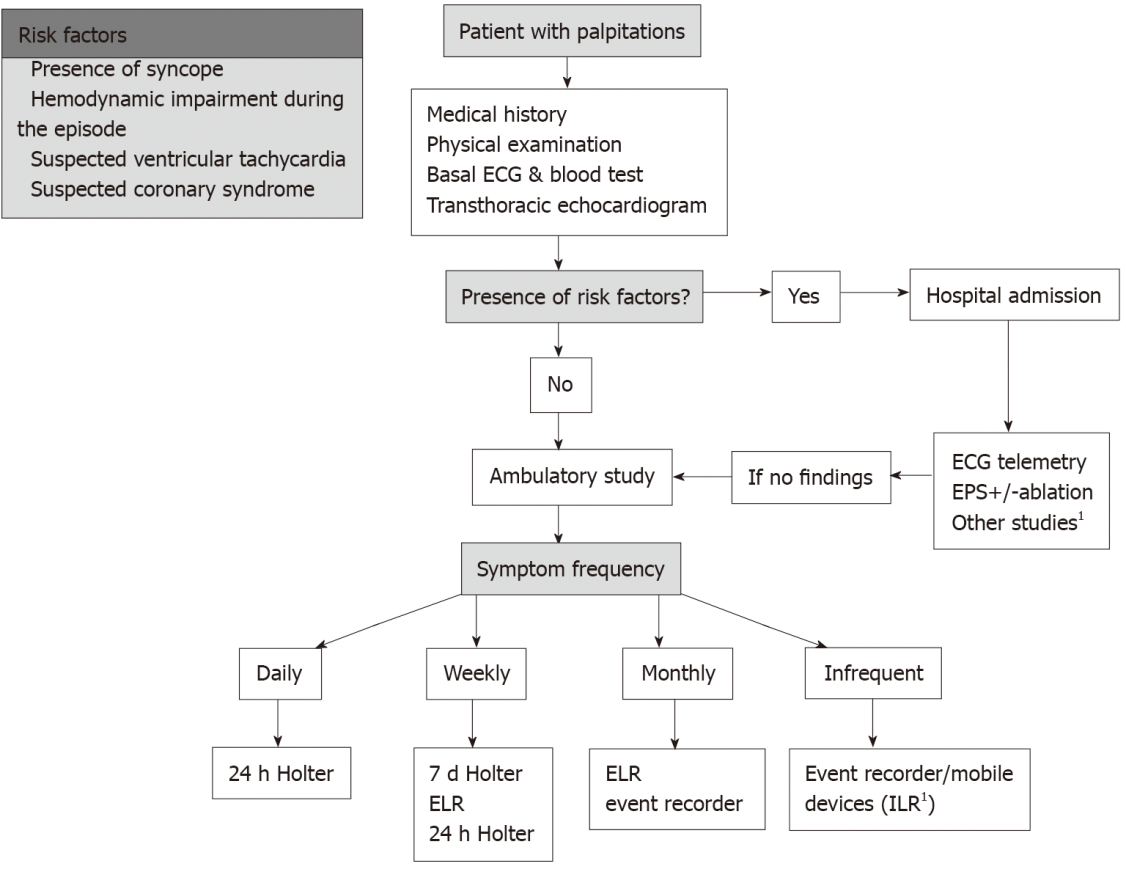 Risk factors
Presence of syncope
Hemodynamic impairment during
the episode
Suspected ventricular tachycardia
Suspected coronary syndrome
Patient with palpitations
Medical history
Physical examination
Basal ECG & blood test
Transthoracic echocardiogram
Presence of risk factors?
Yes
Hospital admission
No
ECG telemetry
EPS+/-ablation
Other studies¹
If no findings
Ambulatory study
Symptom frequency
Daily
Weekly
Monthly
Infrequent
24 h Holter
7 d Holter
ELR
24 h Holter
ELR
event recorder
Event recorder/mobile
devices (ILR¹)